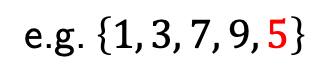 e.g. {1, 3, 7, 9, 5}